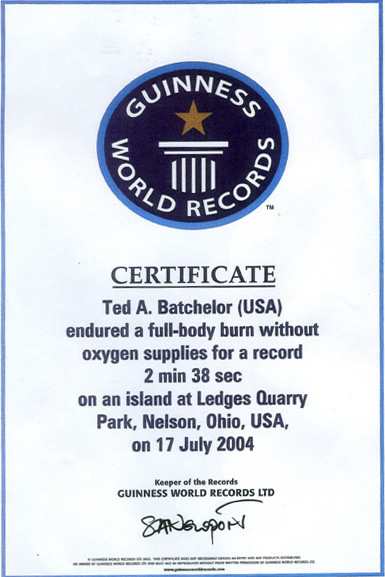 GUINNESS
WORLD RECORDS
TM
CERTIFICATE
Ted A. Batchelor (USA)
endured a full-body burn without
oxygen supplies for a record
2 min 38 sec
on an island at Ledges Quarry
Park, Nelson, Ohio, USA,
on 17 July 2004
Keeper of the Records
GUINNESS WORLD RECORDS LTD
www.guinnessworldrecords.com